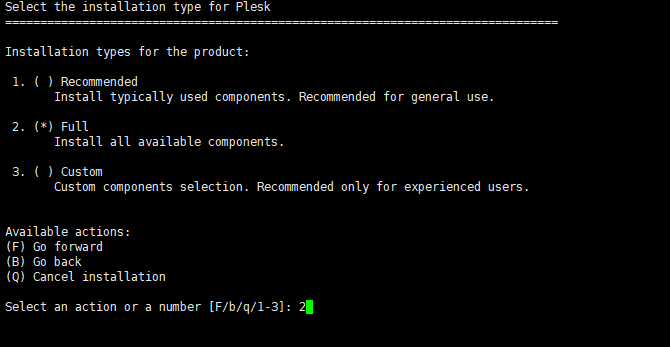 Select the installation type for Plesk
===============================================================================
Installation types for the product:
1. ( ) Recommended
Install typically used components. Recommended for general use.
2. (*) Full
Install all available components.
3. ( ) Custom
Custom components selection. Recommended only for experienced users.
Available actions:
(F) Go forward
(B) Go back
(Q) Cancel installation
Select an action or a number [F/b/q/1-3]: 2